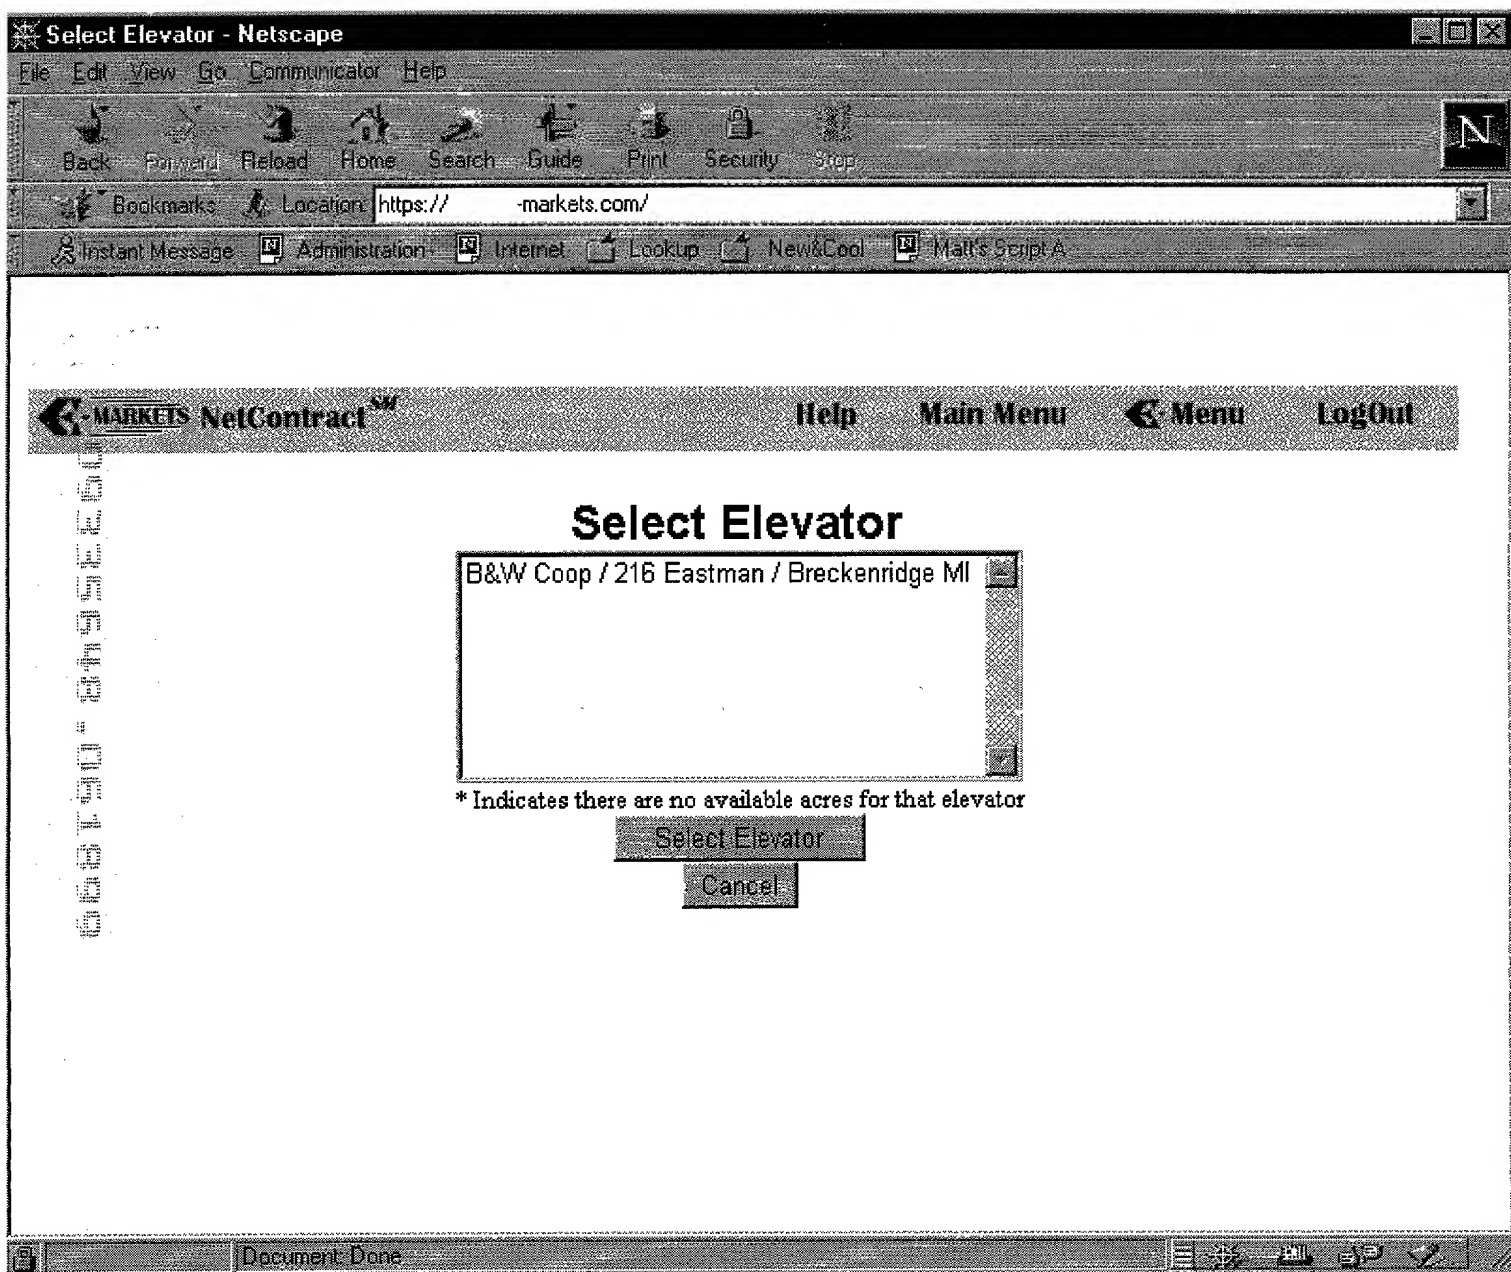 Select Elevator - Netscape
File Edit View Go Communicator Help
Back Forward Reload Home Search Guide Print Security Stop
N
Bookmarks Location: https:// -markets.com/
Instant Message Administration Internet Lookup New&Cool Matt's Script A
E-MARKETS NetContract SM Help Main Menu E-Menu LogOut
09335648.061899
Select Elevator
B&W Coop / 216 Eastman / Breckenridge MI
* Indicates there are no available acres for that elevator
Select Elevator
Cancel
Document: Done